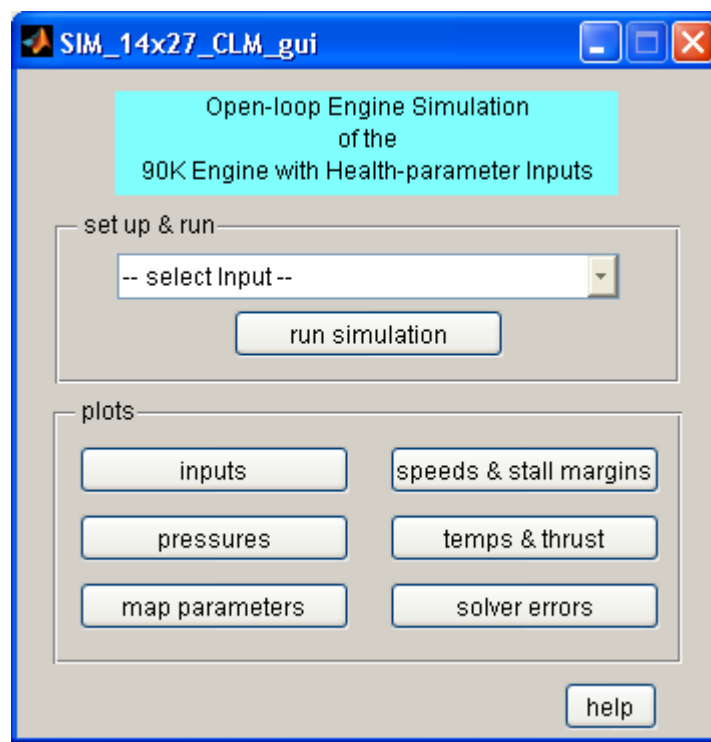 SIM_14x27_CLM_gui
Open-loop Engine Simulation
of the
90K Engine with Health-parameter Inputs
set up & run
-- select Input --
run simulation
plots
inputs
speeds & stall margins
pressures
temps & thrust
map parameters
solver errors
help